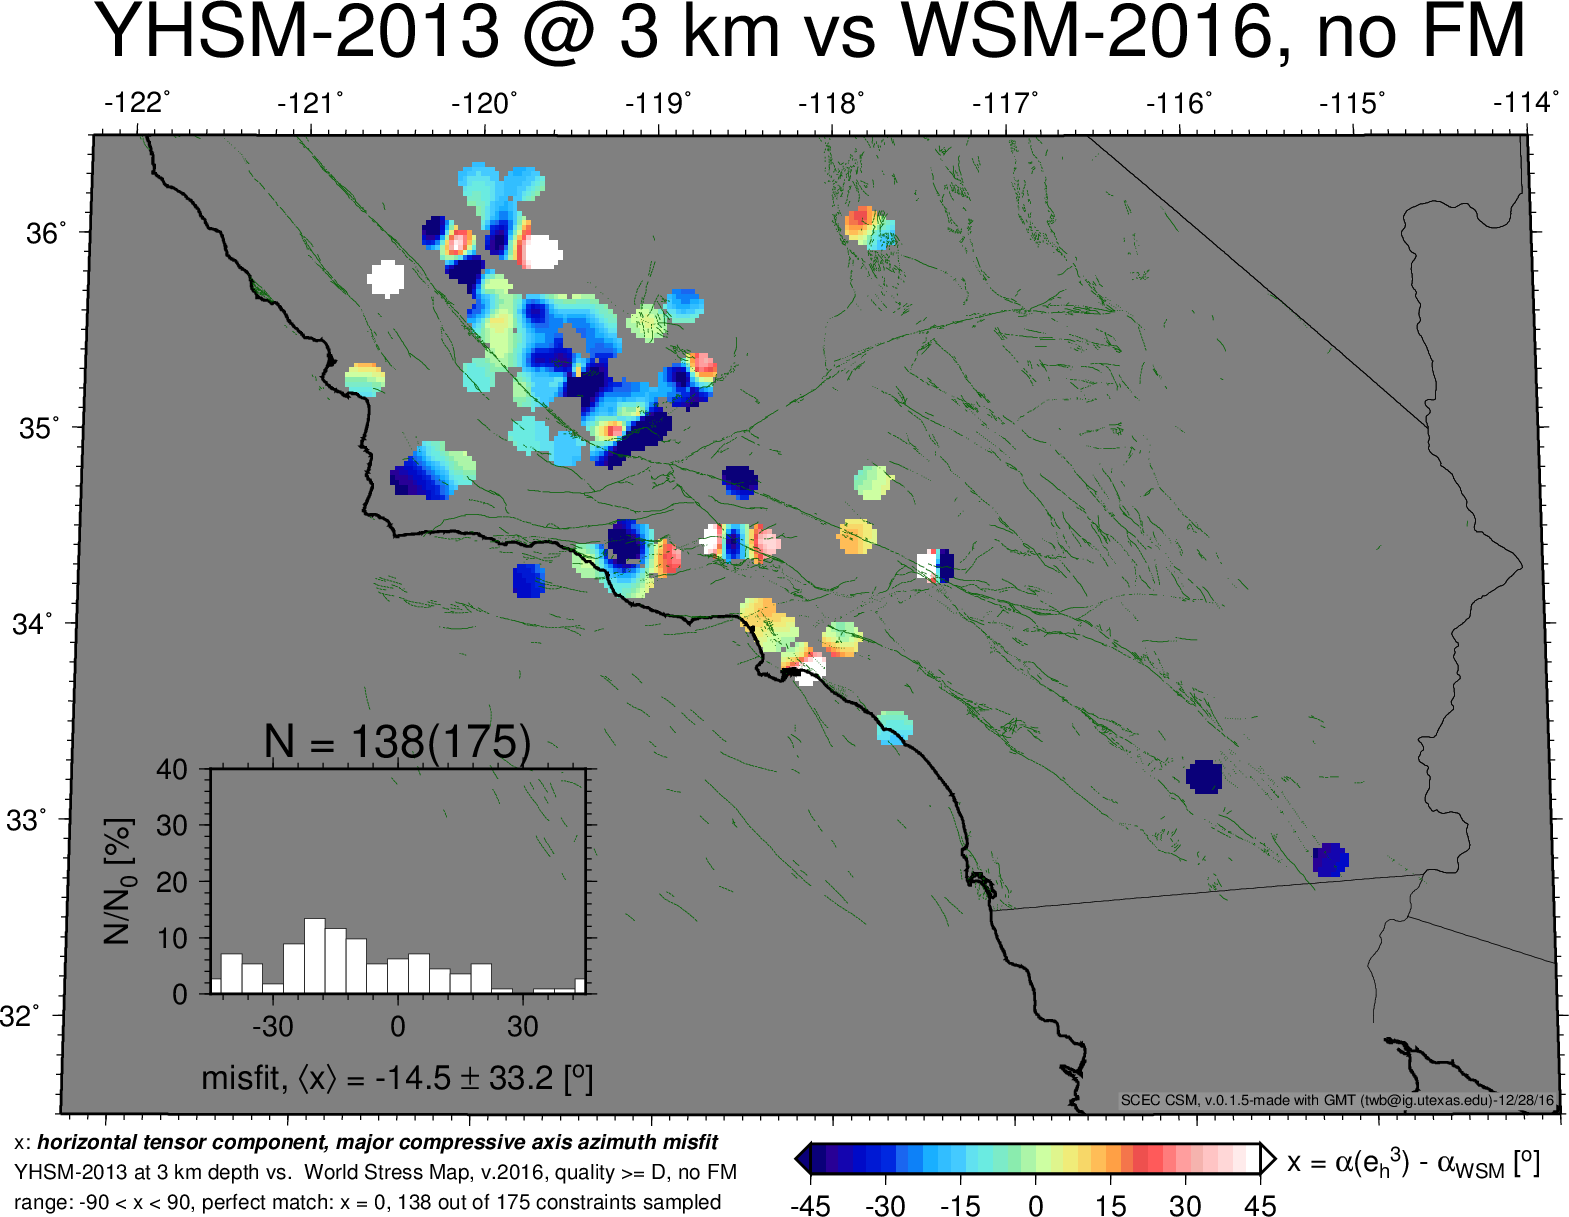 YHSM-2013 @ 3 km vs WSM-2016, no FM
-122° -121° -120° -119° -118° -117° -116° -115° -114°
36°
35°
34°
33°
32°
N = 138(175)
40
30
20
10
0
N/N₀ [%]
-30 0 30
misfit, ⟨x⟩ = -14.5 ± 33.2 [º]
SCEC CSM, v.0.1.5-made with GMT (twb@ig.utexas.edu)-12/28/16
x: horizontal tensor component, major compressive axis azimuth misfit
YHSM-2013 at 3 km depth vs. World Stress Map, v.2016, quality >= D, no FM
range: -90 < x < 90, perfect match: x = 0, 138 out of 175 constraints sampled
x = α(eₕ³) - α_WSM [º]
-45 -30 -15 0 15 30 45